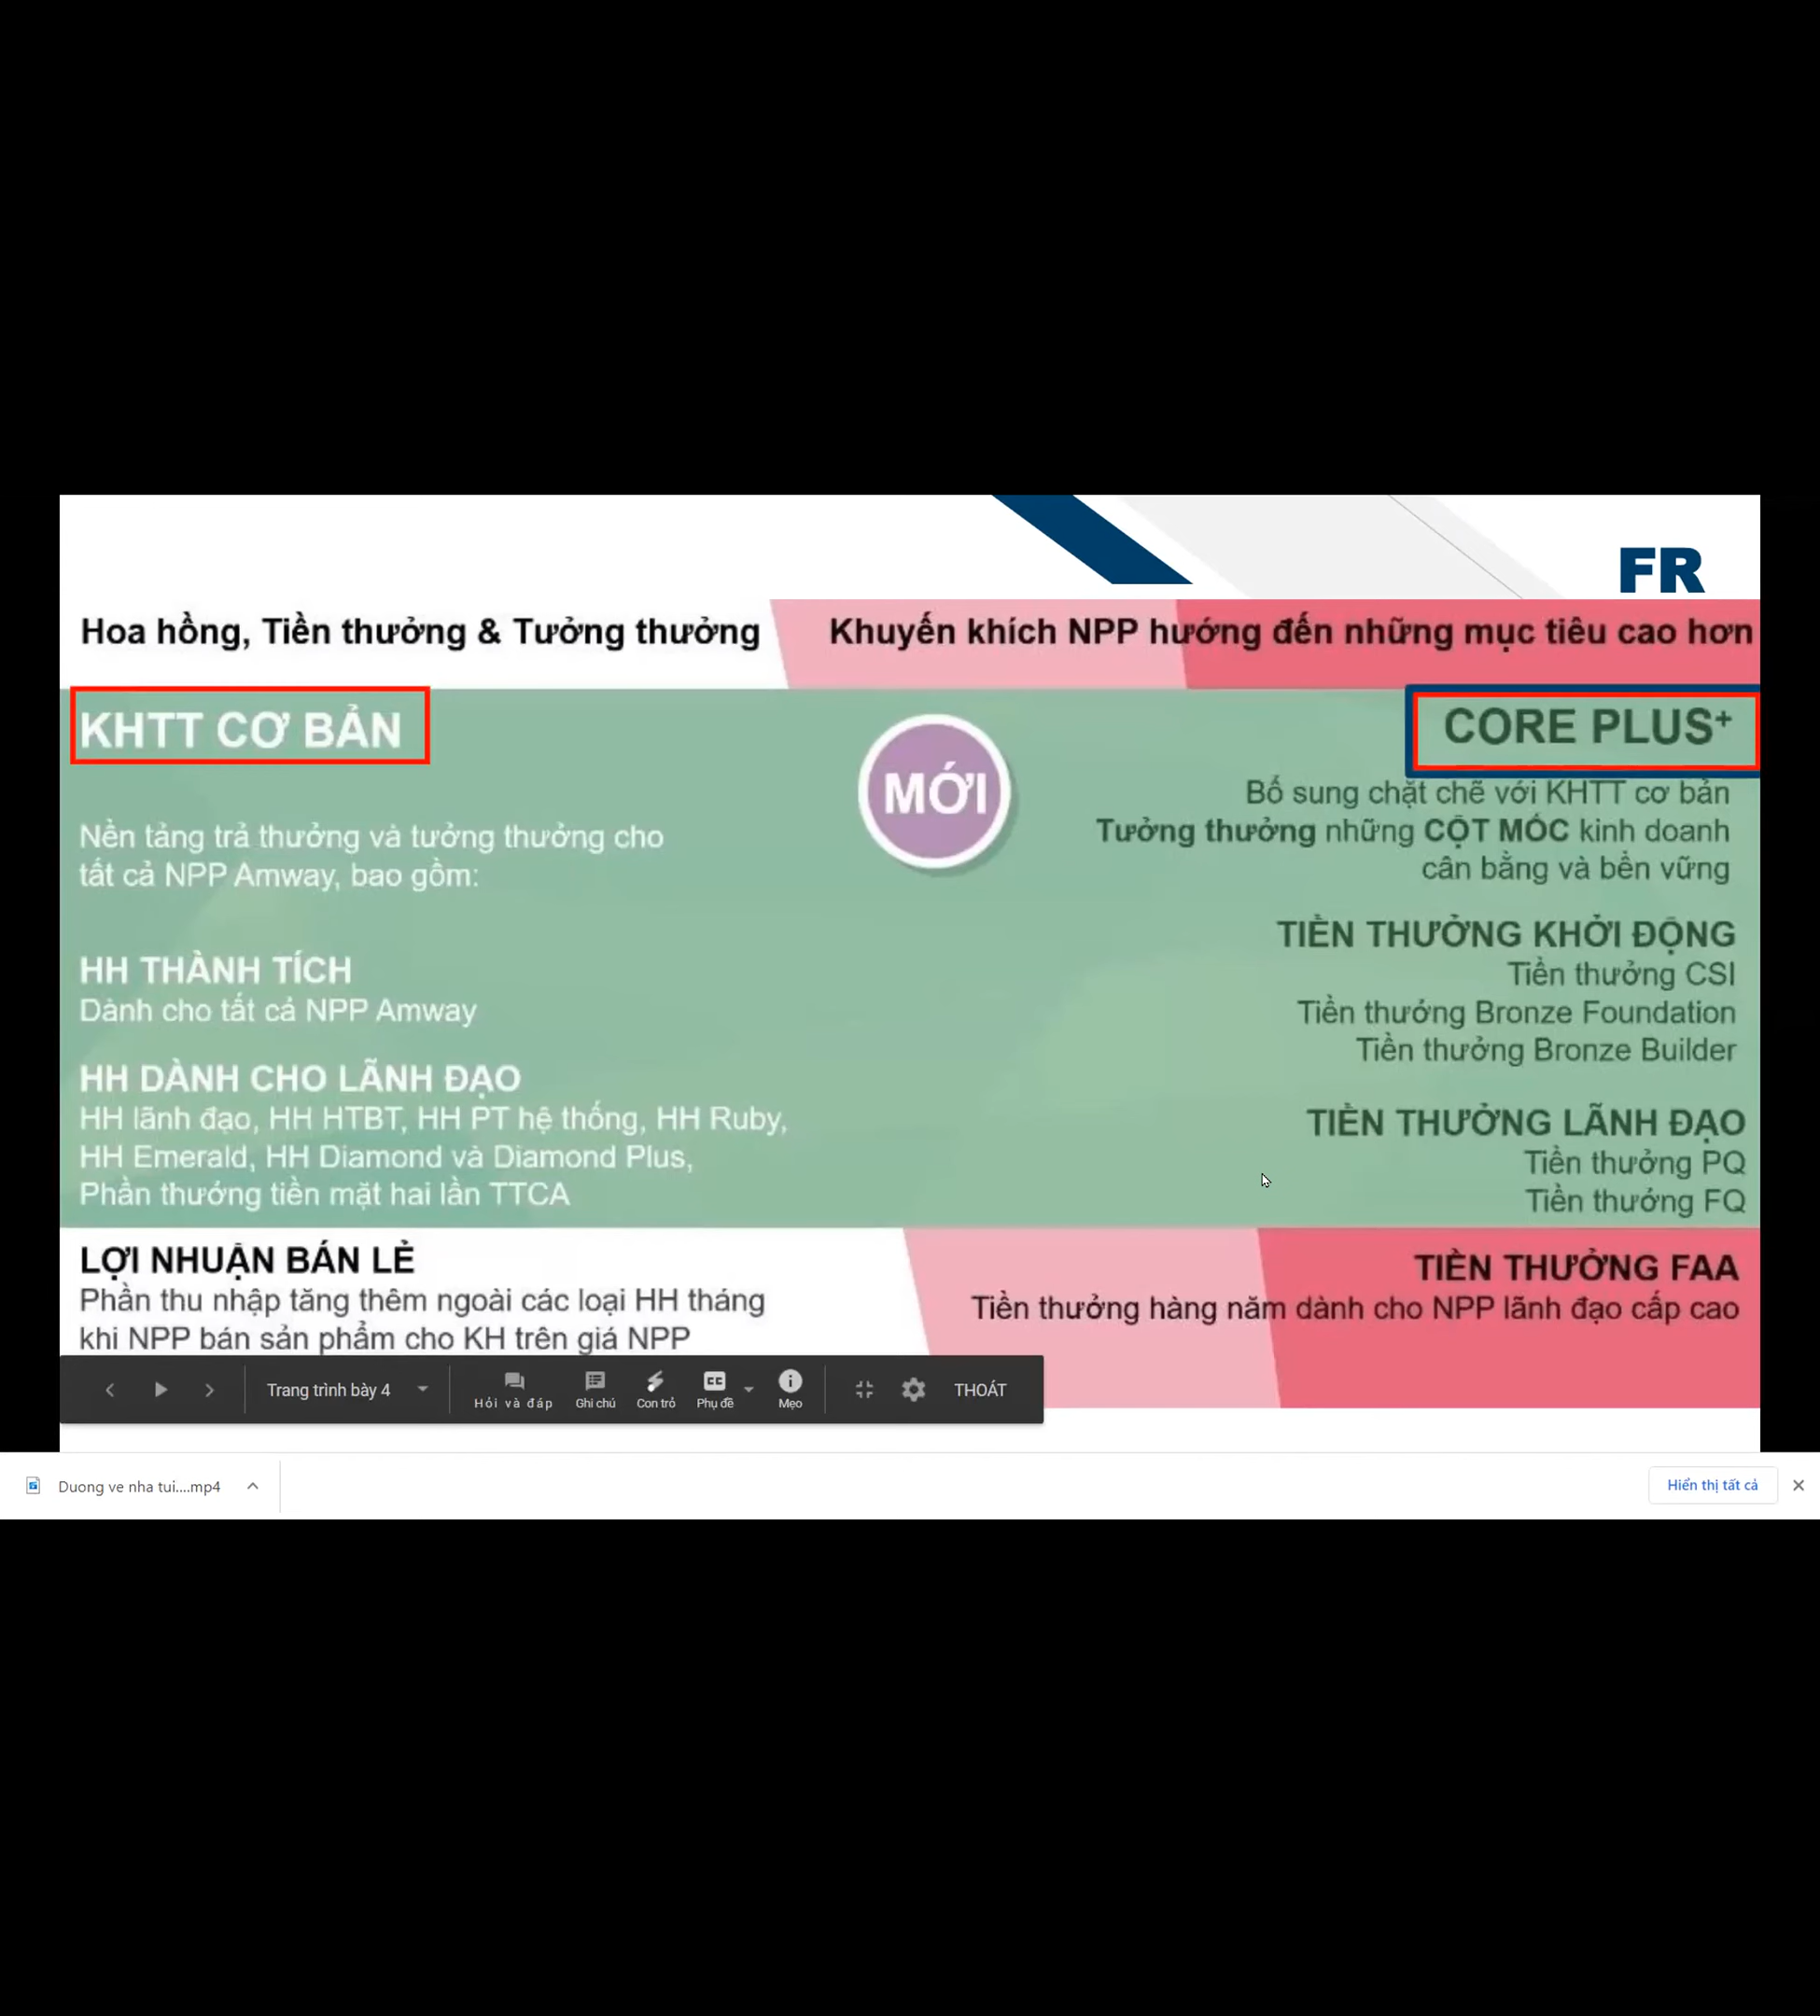 FR
Hoa hồng, Tiền thưởng & Tưởng thưởng
Khuyến khích NPP hướng đến những mục tiêu cao hơn
KHTT CƠ BẢN
Nền tảng trả thưởng và tưởng thưởng cho
tất cả NPP Amway, bao gồm:
HH THÀNH TÍCH
Dành cho tất cả NPP Amway
HH DÀNH CHO LÃNH ĐẠO
HH lãnh đạo, HH HTBT, HH PT hệ thống, HH Ruby,
HH Emerald, HH Diamond và Diamond Plus,
Phần thưởng tiền mặt hai lần TTCA
LỢI NHUẬN BÁN LẺ
Phần thu nhập tăng thêm ngoài các loại HH tháng
khi NPP bán sản phẩm cho KH trên giá NPP
MỚI
CORE PLUS+
Bổ sung chặt chẽ với KHTT cơ bản
Tưởng thưởng những CỘT MỐC kinh doanh
cân bằng và bền vững
TIỀN THƯỞNG KHỞI ĐỘNG
Tiền thưởng CSI
Tiền thưởng Bronze Foundation
Tiền thưởng Bronze Builder
TIỀN THƯỞNG LÃNH ĐẠO
Tiền thưởng PQ
Tiền thưởng FQ
TIỀN THƯỞNG FAA
Tiền thưởng hàng năm dành cho NPP lãnh đạo cấp cao
Trang trình bày 4
Hỏi và đáp
Ghi chú
Con trỏ
CC
Phụ đề
Mẹo
THOÁT
Duong ve nha tui....mp4
Hiển thị tất cả